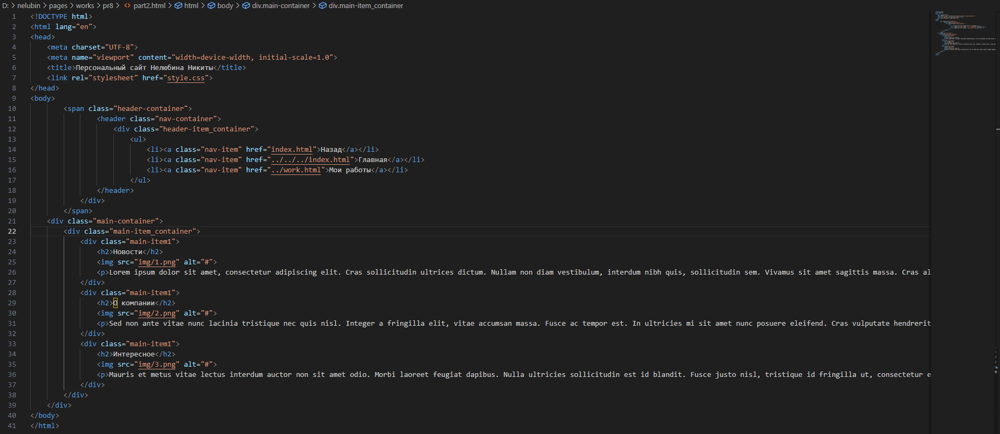 D: > nelubin > pages > works > pr8 > <> part2.html > html > body > div.main-container > div.main-item_container
1 <!DOCTYPE html>
2 <html lang="en">
3 <head>
4 <meta charset="UTF-8">
5 <meta name="viewport" content="width=device-width, initial-scale=1.0">
6 <title>Персональный сайт Нелюбина Никиты</title>
7 <link rel="stylesheet" href="style.css">
8 </head>
9 <body>
10 <span class="header-container">
11 <header class="nav-container">
12 <div class="header-item_container">
13 <ul>
14 <li><a class="nav-item" href="index.html">Назад</a></li>
15 <li><a class="nav-item" href="../../../index.html">Главная</a></li>
16 <li><a class="nav-item" href="../work.html">Мои работы</a></li>
17 </ul>
18 </header>
19 </div>
20 </span>
21 <div class="main-container">
22 <div class="main-item_container">
23 <div class="main-item1">
24 <h2>Новости</h2>
25 <img src="img/1.png" alt="#">
26 <p>Lorem ipsum dolor sit amet, consectetur adipiscing elit. Cras sollicitudin ultrices dictum. Nullam non diam vestibulum, interdum nibh quis, sollicitudin sem. Vivamus sit amet sagittis massa. Cras al
27 </div>
28 <div class="main-item1">
29 <h2>О компании</h2>
30 <img src="img/2.png" alt="#">
31 <p>Sed non ante vitae nunc lacinia tristique nec quis nisl. Integer a fringilla elit, vitae accumsan massa. Fusce ac tempor est. In ultricies mi sit amet nunc posuere eleifend. Cras vulputate hendrerit
32 </div>
33 <div class="main-item1">
34 <h2>Интересное</h2>
35 <img src="img/3.png" alt="#">
36 <p>Mauris et metus vitae lectus interdum auctor non sit amet odio. Morbi laoreet feugiat dapibus. Nulla ultricies sollicitudin est id blandit. Fusce justo nisl, tristique id fringilla ut, consectetur e
37 </div>
38 </div>
39 </div>
40 </body>
41 </html>